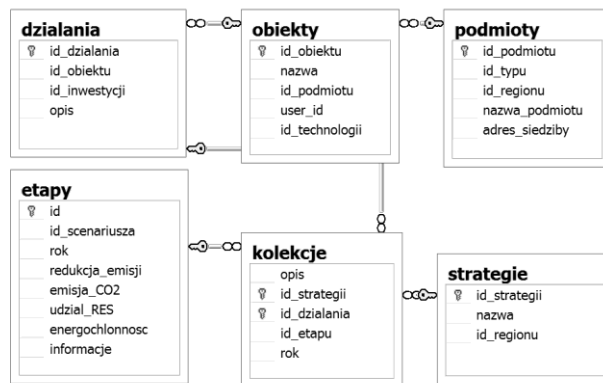 dzialania
id_dzialania
id_obiektu
id_inwestycji
opis
obiekty
id_obiektu
nazwa
id_podmiotu
user_id
id_technologii
podmioty
id_podmiotu
id_typu
id_regionu
nazwa_podmiotu
adres_siedziby
etapy
id
id_scenariusza
rok
redukcja_emisji
emisja_CO2
udzial_RES
energochlonnosc
informacje
kolekcje
opis
id_strategii
id_dzialania
id_etapu
rok
strategie
id_strategii
nazwa
id_regionu